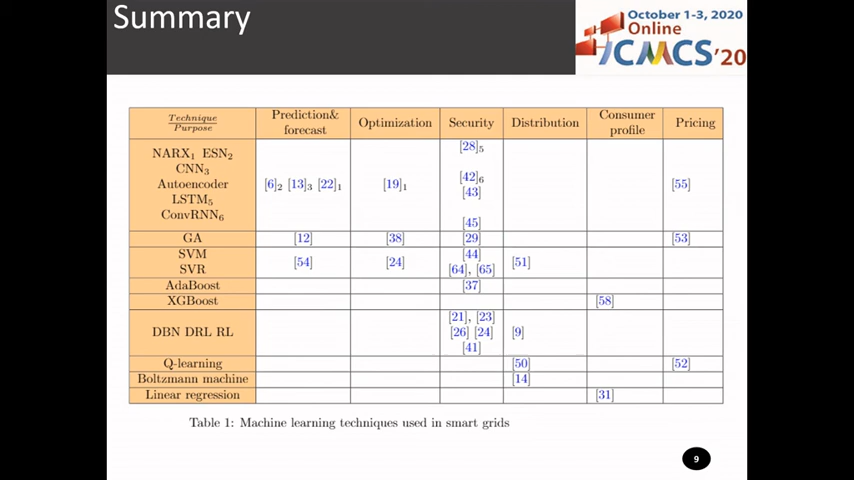 Summary
October 1-3, 2020
Online
ICMCS'20
Technique
Purpose
Prediction&
forecast
Optimization
Security
Distribution
Consumer
profile
Pricing
NARX₁ ESN₂
CNN₃
Autoencoder
LSTM₅
ConvRNN₆
[6]₂ [13]₃ [22]₁
[19]₁
[28]₅
[42]₆
[43]
[45]
[55]
GA
[12]
[38]
[29]
[53]
SVM
SVR
[54]
[24]
[44]
[64], [65]
[51]
AdaBoost
[37]
XGBoost
[58]
DBN DRL RL
[21], [23]
[26] [24]
[41]
[9]
Q-learning
[50]
[52]
Boltzmann machine
[14]
Linear regression
[31]
Table 1: Machine learning techniques used in smart grids
9